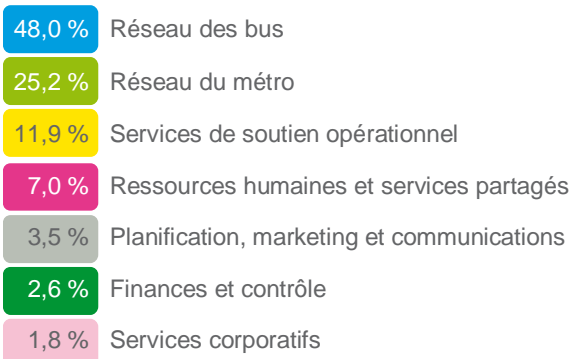 48,0 % Réseau des bus
25,2 % Réseau du métro
11,9 % Services de soutien opérationnel
7,0 % Ressources humaines et services partagés
3,5 % Planification, marketing et communications
2,6 % Finances et contrôle
1,8 % Services corporatifs